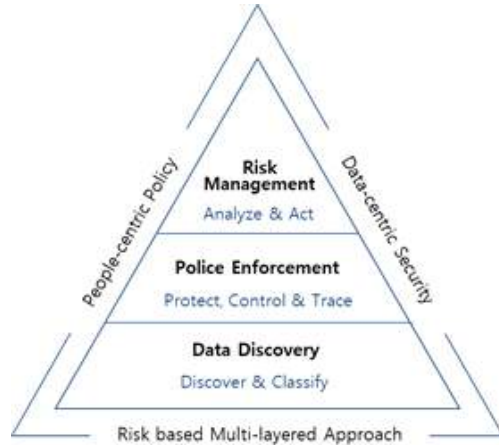 Risk
Management
Analyze & Act
People-centric Policy
Data-centric Security
Police Enforcement
Protect, Control & Trace
Data Discovery
Discover & Classify
Risk based Multi-layered Approach